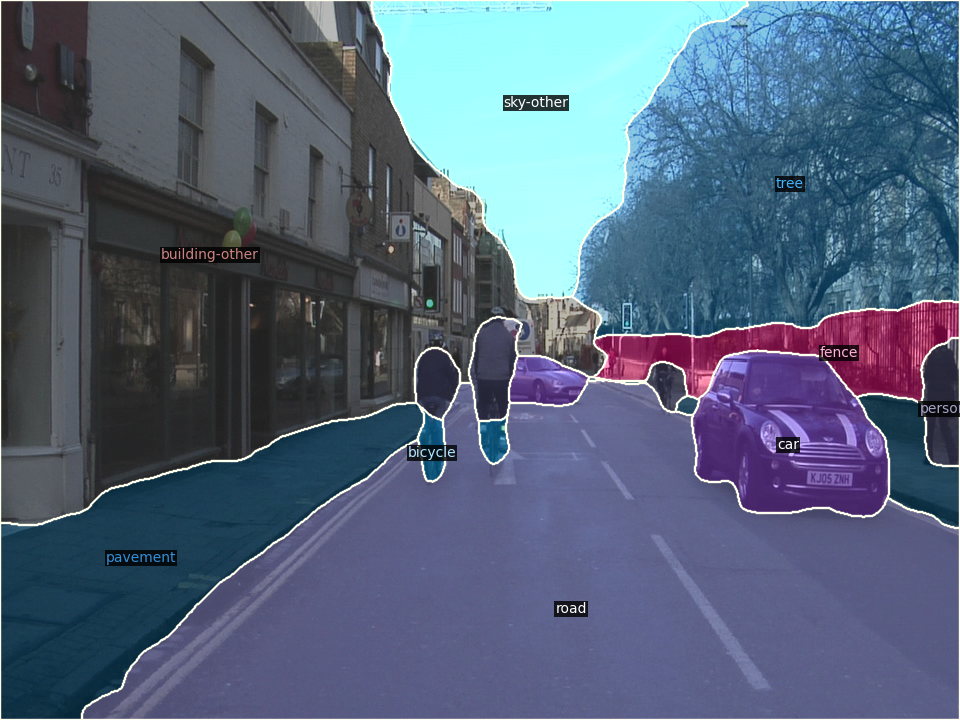 sky-other
tree
NT 35
building-other
fence
person
car
bicycle
KJ05 ZNH
pavement
road